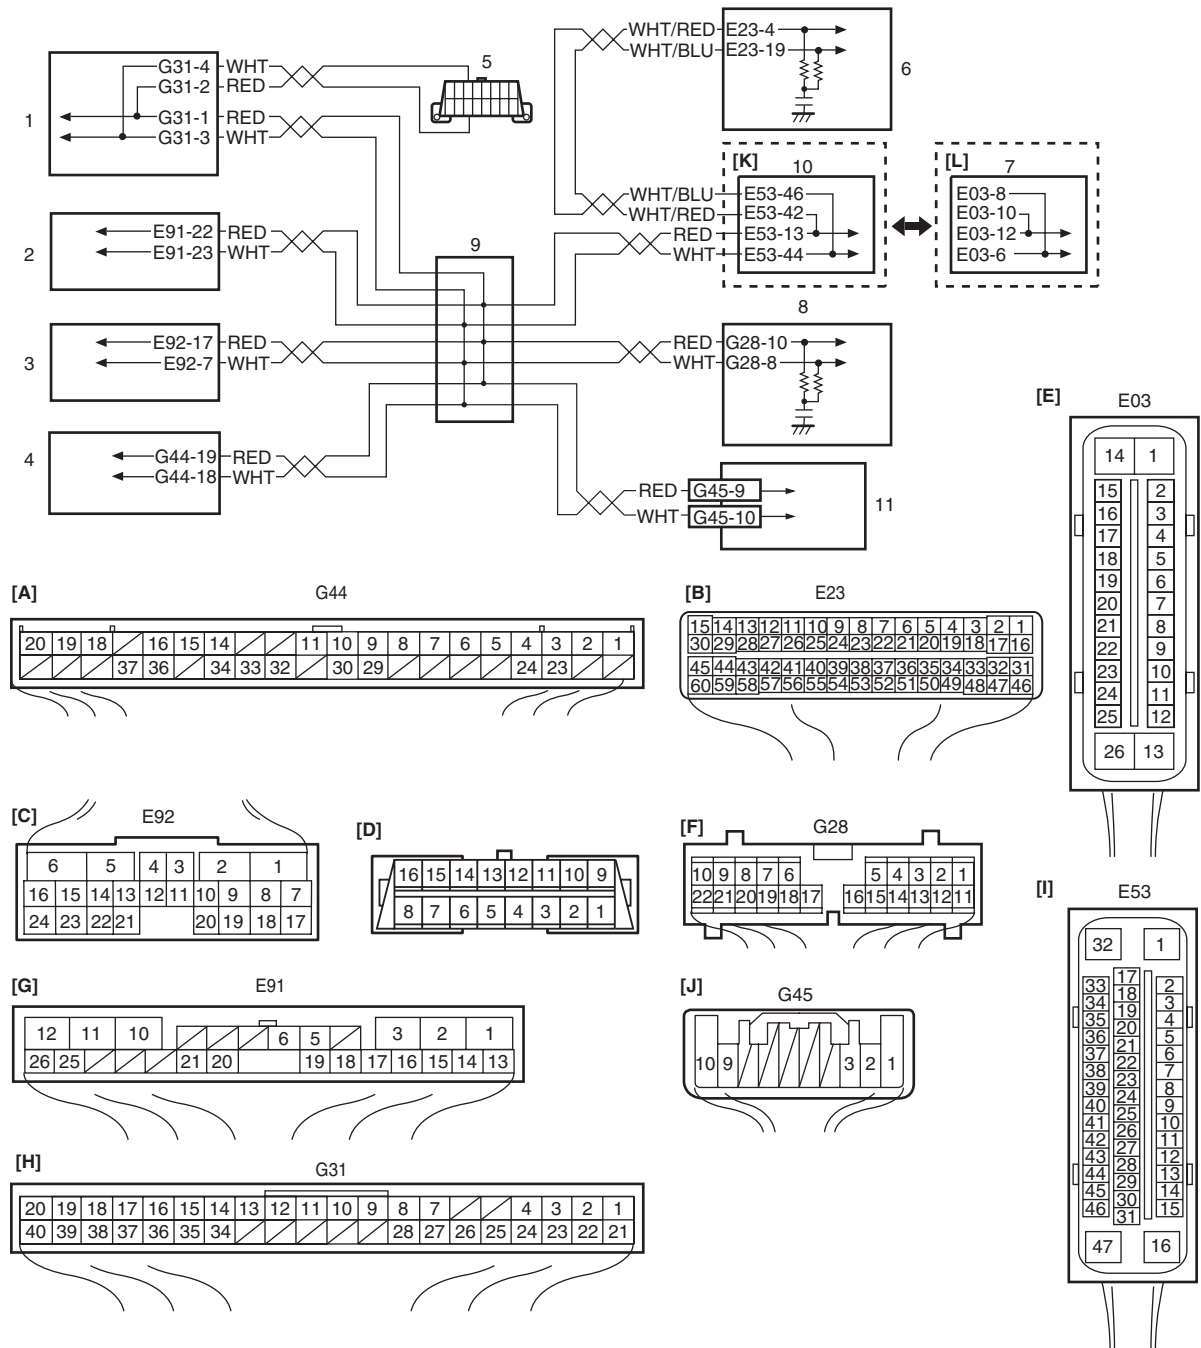 1
G31-4 WHT
G31-2 RED
G31-1 RED
G31-3 WHT
5
WHT/RED E23-4
WHT/BLU E23-19
6
2
E91-22 RED
E91-23 WHT
9
[K]
10
WHT/BLU E53-46
WHT/RED E53-42
RED E53-13
WHT E53-44
[L]
7
E03-8
E03-10
E03-12
E03-6
3
E92-17 RED
E92-7 WHT
8
RED G28-10
WHT G28-8
4
G44-19 RED
G44-18 WHT
RED G45-9
WHT G45-10
11
[A]
G44
20 19 18 16 15 14 11 10 9 8 7 6 5 4 3 2 1
37 36 34 33 32 30 29 24 23
[B]
E23
15 14 13 12 11 10 9 8 7 6 5 4 3 2 1
30 29 28 27 26 25 24 23 22 21 20 19 18 17 16
45 44 43 42 41 40 39 38 37 36 35 34 33 32 31
60 59 58 57 56 55 54 53 52 51 50 49 48 47 46
[E]
E03
14 1
15 2
16 3
17 4
18 5
19 6
20 7
21 8
22 9
23 10
24 11
25 12
26 13
[C]
E92
6 5 4 3 2 1
16 15 14 13 12 11 10 9 8 7
24 23 22 21 20 19 18 17
[D]
16 15 14 13 12 11 10 9
8 7 6 5 4 3 2 1
[F]
G28
10 9 8 7 6 5 4 3 2 1
22 21 20 19 18 17 16 15 14 13 12 11
[G]
E91
12 11 10 6 5 3 2 1
26 25 21 20 19 18 17 16 15 14 13
[J]
G45
10 9 3 2 1
[H]
G31
20 19 18 17 16 15 14 13 12 11 10 9 8 7 4 3 2 1
40 39 38 37 36 35 34 28 27 26 25 24 23 22 21
[I]
E53
32 1
33 17 2
34 18 3
35 19 4
36 20 5
37 21 6
38 22 7
39 23 8
40 24 9
41 25 10
42 26 11
43 27 12
44 28 13
45 29 14
46 30 15
31
47 16